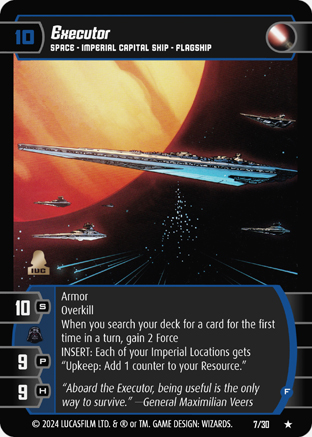 10 Executor
SPACE - IMPERIAL CAPITAL SHIP - FLAGSHIP
IUC
10 S
Armor
Overkill
When you search your deck for a card for the first
time in a turn, gain 2 Force
9 P
INSERT: Each of your Imperial Locations gets
"Upkeep: Add 1 counter to your Resource."
9 H
"Aboard the Executor, being useful is the only
way to survive." —General Maximilian Veers
F
© 2024 LUCASFILM LTD. & ® or TM. GAME DESIGN: WIZARDS. 7/30 ★